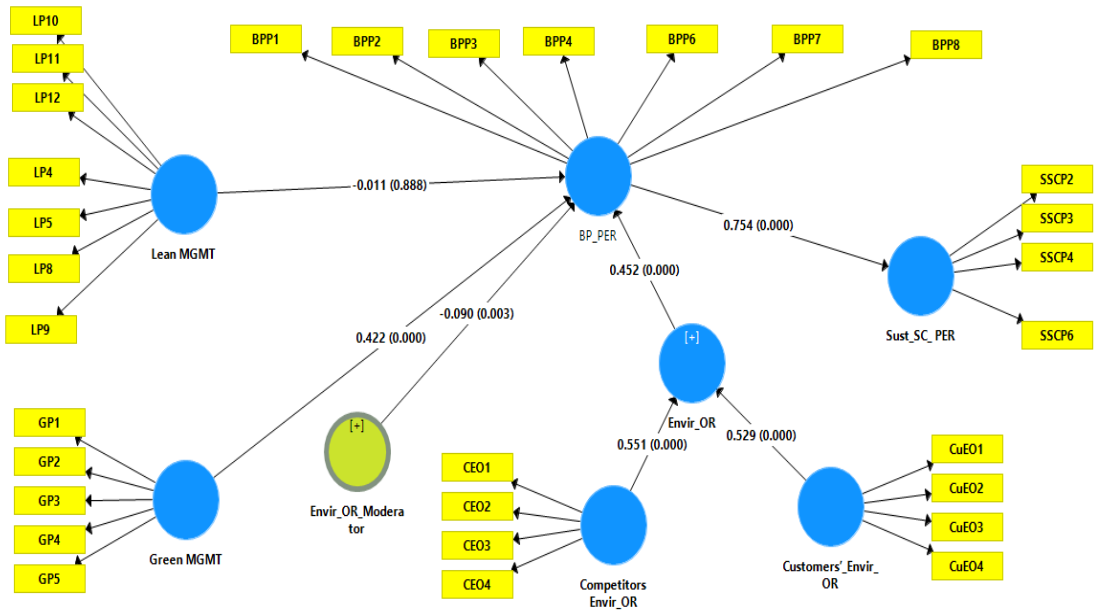 LP10
LP11
LP12
LP4
LP5
LP8
LP9
Lean MGMT
BPP1
BPP2
BPP3
BPP4
BPP6
BPP7
BPP8
-0.011 (0.888)
BP_PER
0.754 (0.000)
SSCP2
SSCP3
SSCP4
SSCP6
Sust_SC_ PER
0.452 (0.000)
-0.090 (0.003)
0.422 (0.000)
[+]
Envir_OR
GP1
GP2
GP3
GP4
GP5
Green MGMT
[+]
Envir_OR_Modera
tor
0.551 (0.000)
0.529 (0.000)
CEO1
CEO2
CEO3
CEO4
Competitors
Envir_OR
CuEO1
CuEO2
CuEO3
CuEO4
Customers'_Envir_
OR